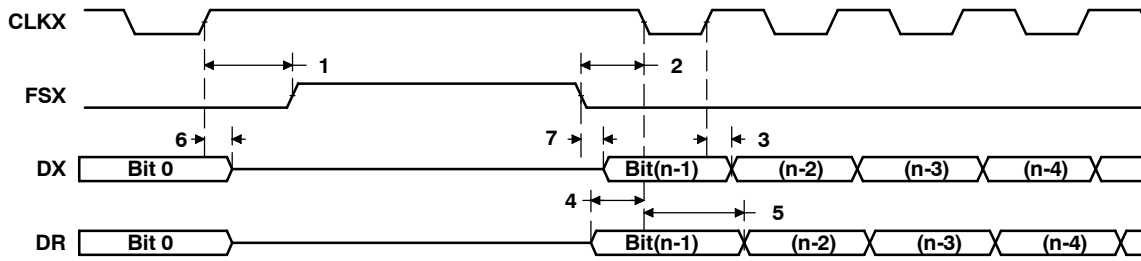 CLKX
1
2
FSX
6
7
3
DX
Bit 0
Bit(n-1)
(n-2)
(n-3)
(n-4)
4
5
DR
Bit 0
Bit(n-1)
(n-2)
(n-3)
(n-4)